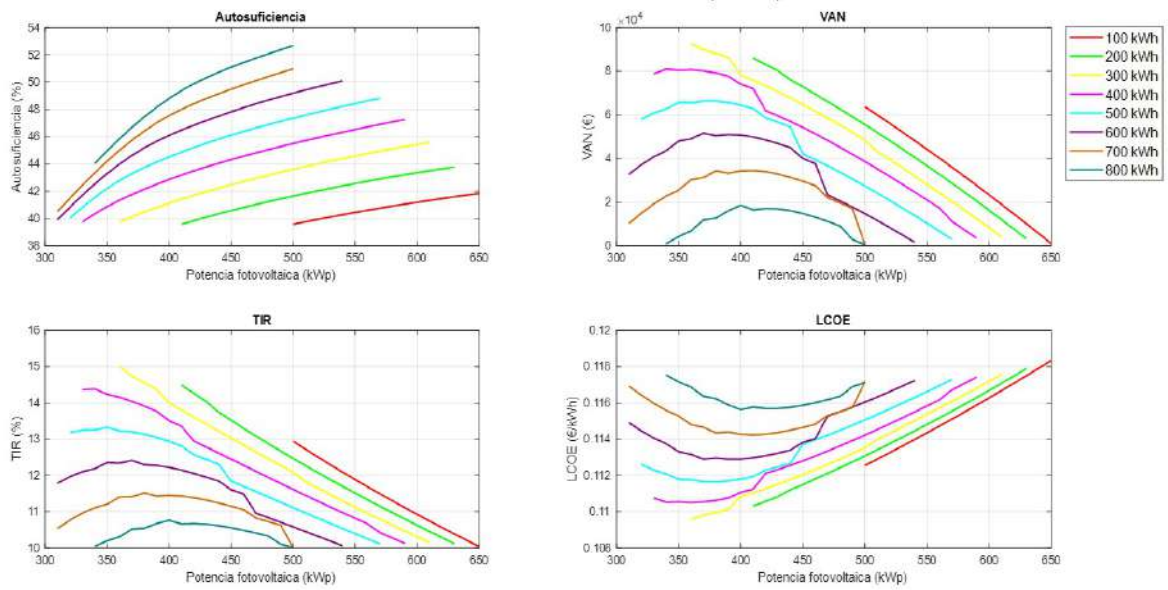 Autosuficiencia
54
52
50
48
46
44
42
40
38
Autosuficiencia (%)
300 350 400 450 500 550 600 650
Potencia fotovoltaica (kWp)
×10⁴ VAN
10
8
6
4
2
0
VAN (€)
300 350 400 450 500 550 600 650
Potencia fotovoltaica (kWp)
100 kWh
200 kWh
300 kWh
400 kWh
500 kWh
600 kWh
700 kWh
800 kWh
TIR
16
15
14
13
12
11
10
TIR (%)
300 350 400 450 500 550 600 650
Potencia fotovoltaica (kWp)
LCOE
0.12
0.118
0.116
0.114
0.112
0.11
0.108
LCOE (€/kWh)
300 350 400 450 500 550 600 650
Potencia fotovoltaica (kWp)